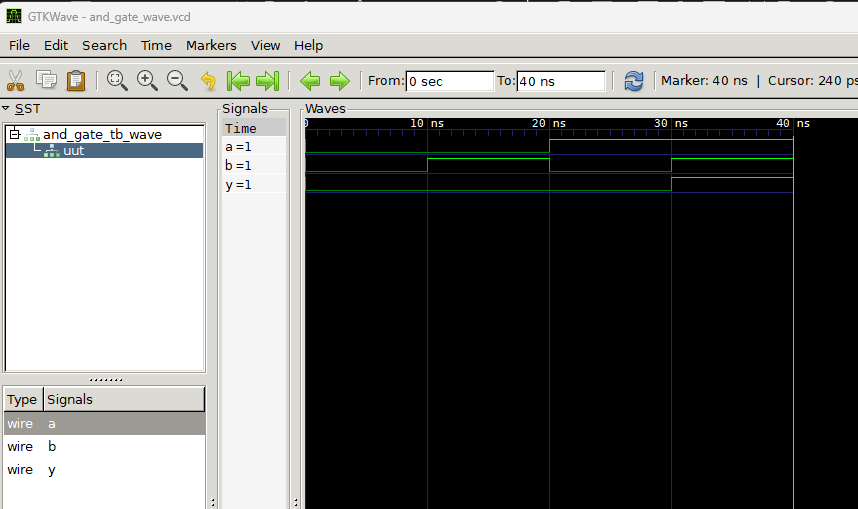 GTKWave - and_gate_wave.vcd
File Edit Search Time Markers View Help
From: 0 sec To: 40 ns Marker: 40 ns | Cursor: 240 ps
SST
and_gate_tb_wave
uut
Type Signals
wire a
wire b
wire y
Signals
Time
a =1
b =1
y =1
Waves
0 10 ns 20 ns 30 ns 40 ns